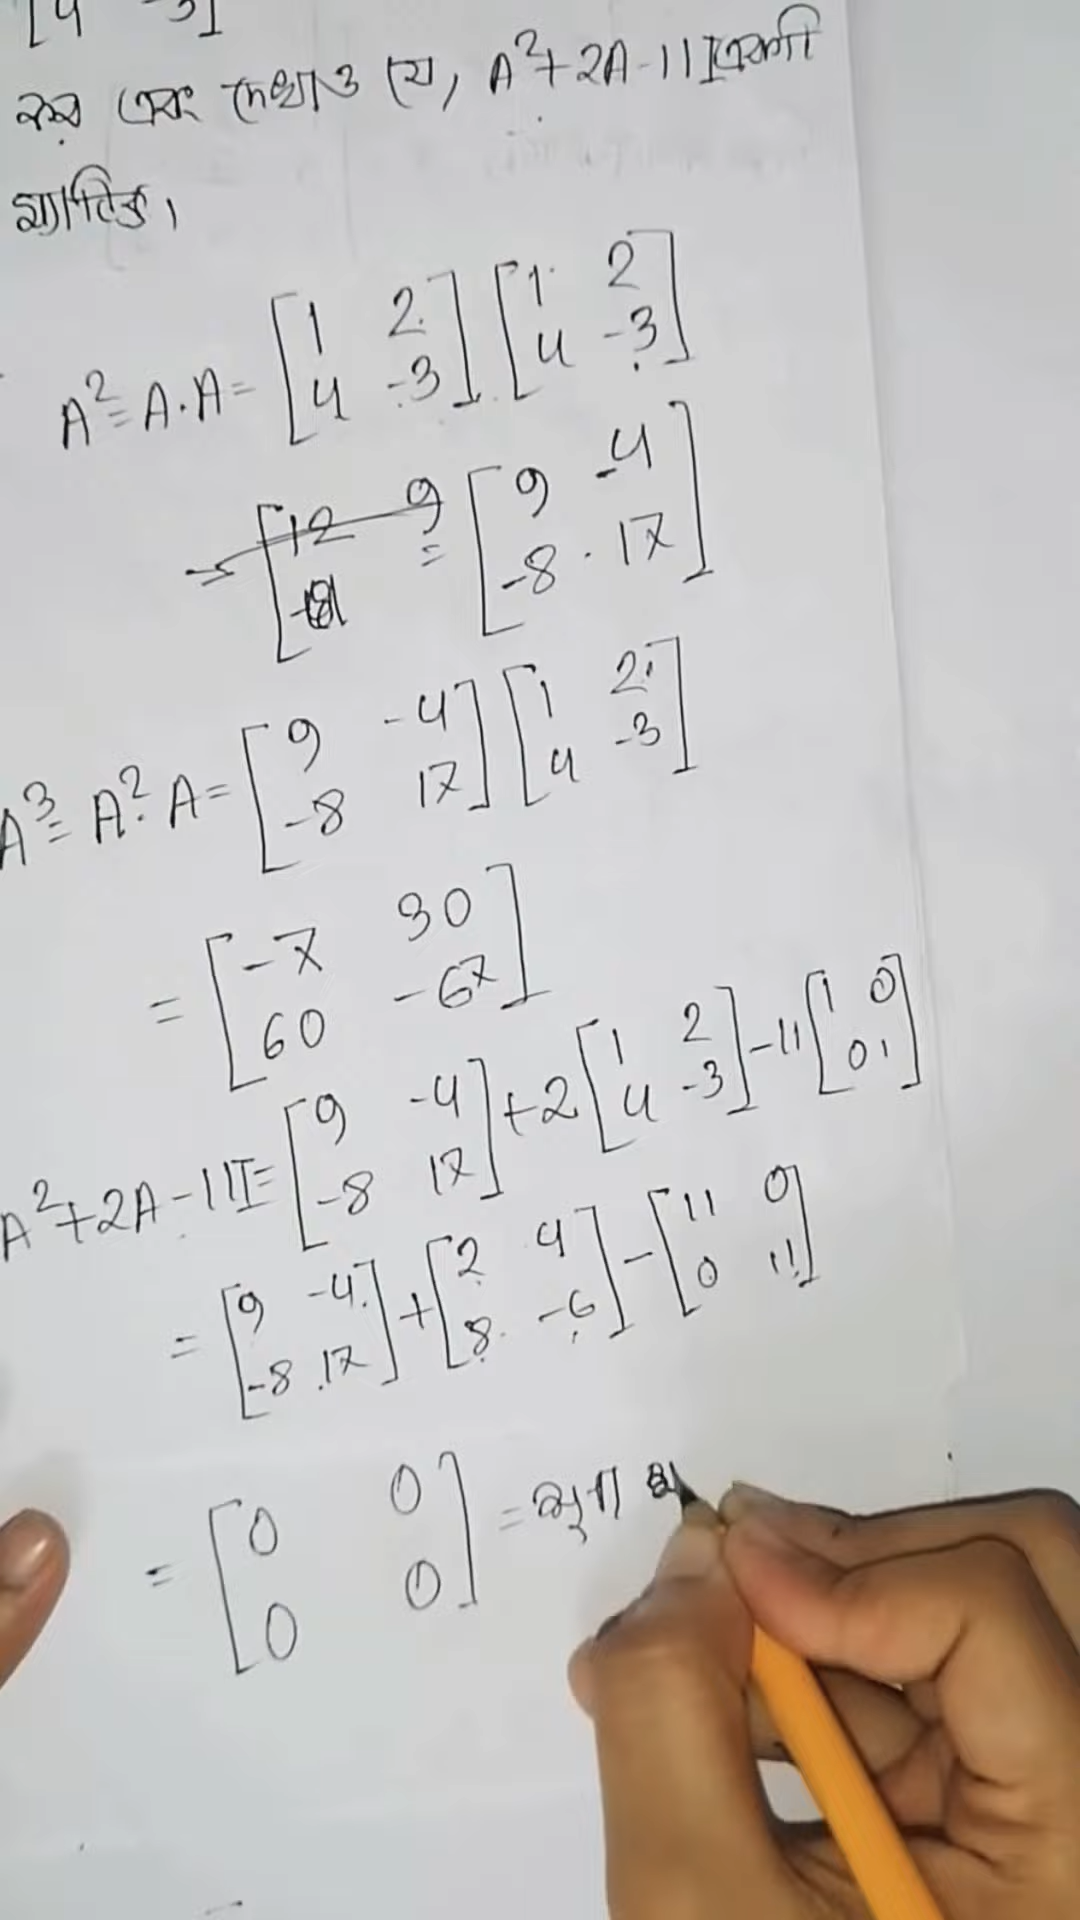 [4 -3]
কর এবং দেখাও যে, A²+2A-11I একটি
ম্যাট্রিক্স।
A²=A.A= [1 2 4 -3] [1 2 4 -3]
= [12 9 = [9 -4 -8 17]
A³=A².A= [9 -4 -8 17] [1 2 4 -3]
= [-7 30 60 -67]
A²+2A-11I= [9 -4 -8 17] +2 [1 2 4 -3] -11 [1 0 0 1]
= [9 -4 -8 17] + [2 4 8 -6] - [11 0 0 11]
= [0 0 0 0] = শূন্য